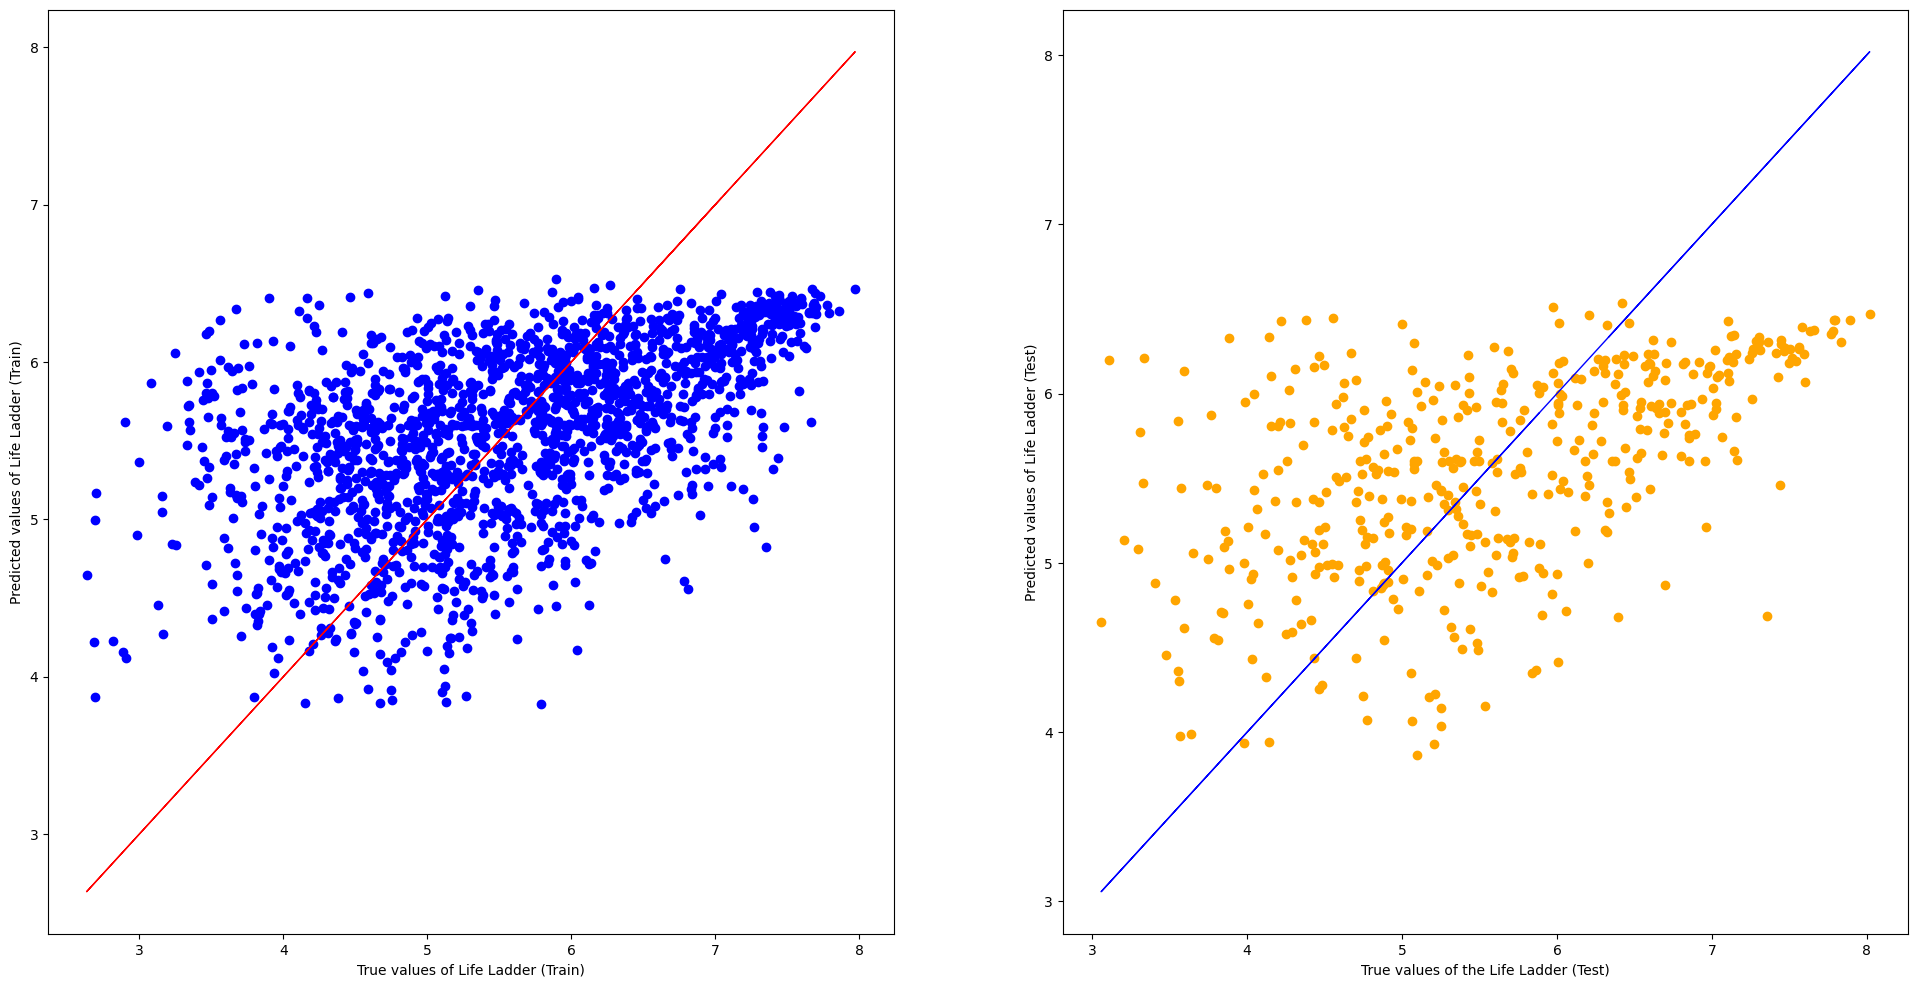 8
7
6
5
4
3
Predicted values of Life Ladder (Train)
3 4 5 6 7 8
True values of Life Ladder (Train)
8
7
6
5
4
3
Predicted values of Life Ladder (Test)
3 4 5 6 7 8
True values of the Life Ladder (Test)